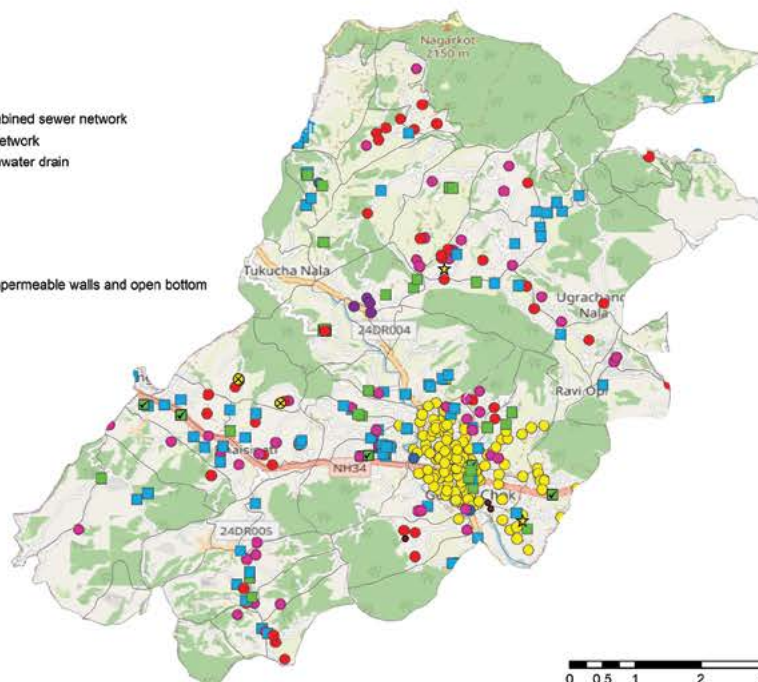 bined sewer network
etwork
water drain
permeable walls and open bottom
Nagarkot
2150 m
Tukucha Nala
24DR004
Ugrachand
Nala
Ravi Opi
NH34
Chok)
24DR005
0 0.5 1 2